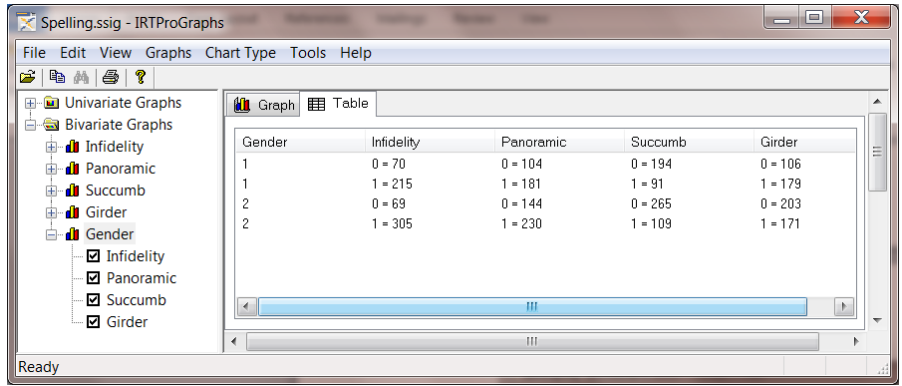 Spelling.ssig - IRTProGraphs
File Edit View Graphs Chart Type Tools Help
Univariate Graphs
Bivariate Graphs
Infidelity
Panoramic
Succumb
Girder
Gender
Infidelity
Panoramic
Succumb
Girder
Graph Table
Gender Infidelity Panoramic Succumb Girder
1 0 = 70 0 = 104 0 = 194 0 = 106
1 1 = 215 1 = 181 1 = 91 1 = 179
2 0 = 69 0 = 144 0 = 265 0 = 203
2 1 = 305 1 = 230 1 = 109 1 = 171
Ready